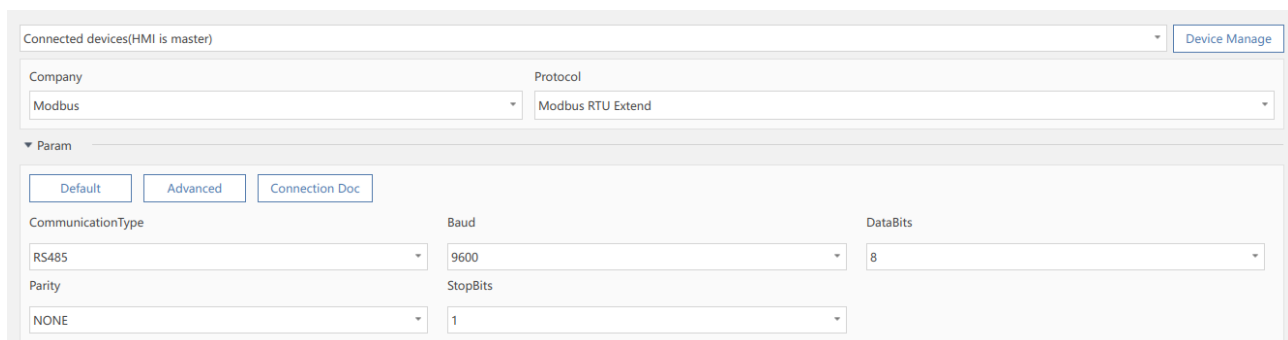 Connected devices(HMI is master)
Device Manage
Company
Protocol
Modbus
Modbus RTU Extend
Param
Default
Advanced
Connection Doc
CommunicationType
Baud
DataBits
RS485
9600
8
Parity
StopBits
NONE
1